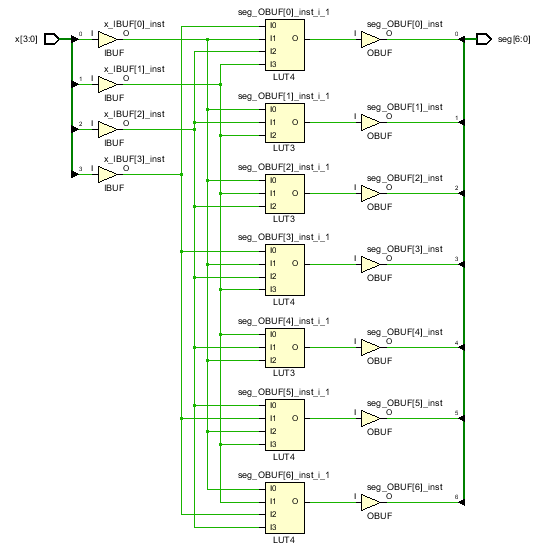 x[3:0]
0 I x_IBUF[0]_inst O
IBUF
1 I x_IBUF[1]_inst O
IBUF
2 I x_IBUF[2]_inst O
IBUF
3 I x_IBUF[3]_inst O
IBUF
seg_OBUF[0]_inst_i_1
I0
I1 O
I2
I3
LUT4
seg_OBUF[0]_inst
I O
OBUF
0
seg[6:0]
seg_OBUF[1]_inst_i_1
I0
I1 O
I2
LUT3
seg_OBUF[1]_inst
I O
OBUF
1
seg_OBUF[2]_inst_i_1
I0
I1 O
I2
LUT3
seg_OBUF[2]_inst
I O
OBUF
2
seg_OBUF[3]_inst_i_1
I0
I1 O
I2
I3
LUT4
seg_OBUF[3]_inst
I O
OBUF
3
seg_OBUF[4]_inst_i_1
I0
I1 O
I2
LUT3
seg_OBUF[4]_inst
I O
OBUF
4
seg_OBUF[5]_inst_i_1
I0
I1 O
I2
I3
LUT4
seg_OBUF[5]_inst
I O
OBUF
5
seg_OBUF[6]_inst_i_1
I0
I1 O
I2
I3
LUT4
seg_OBUF[6]_inst
I O
OBUF
6